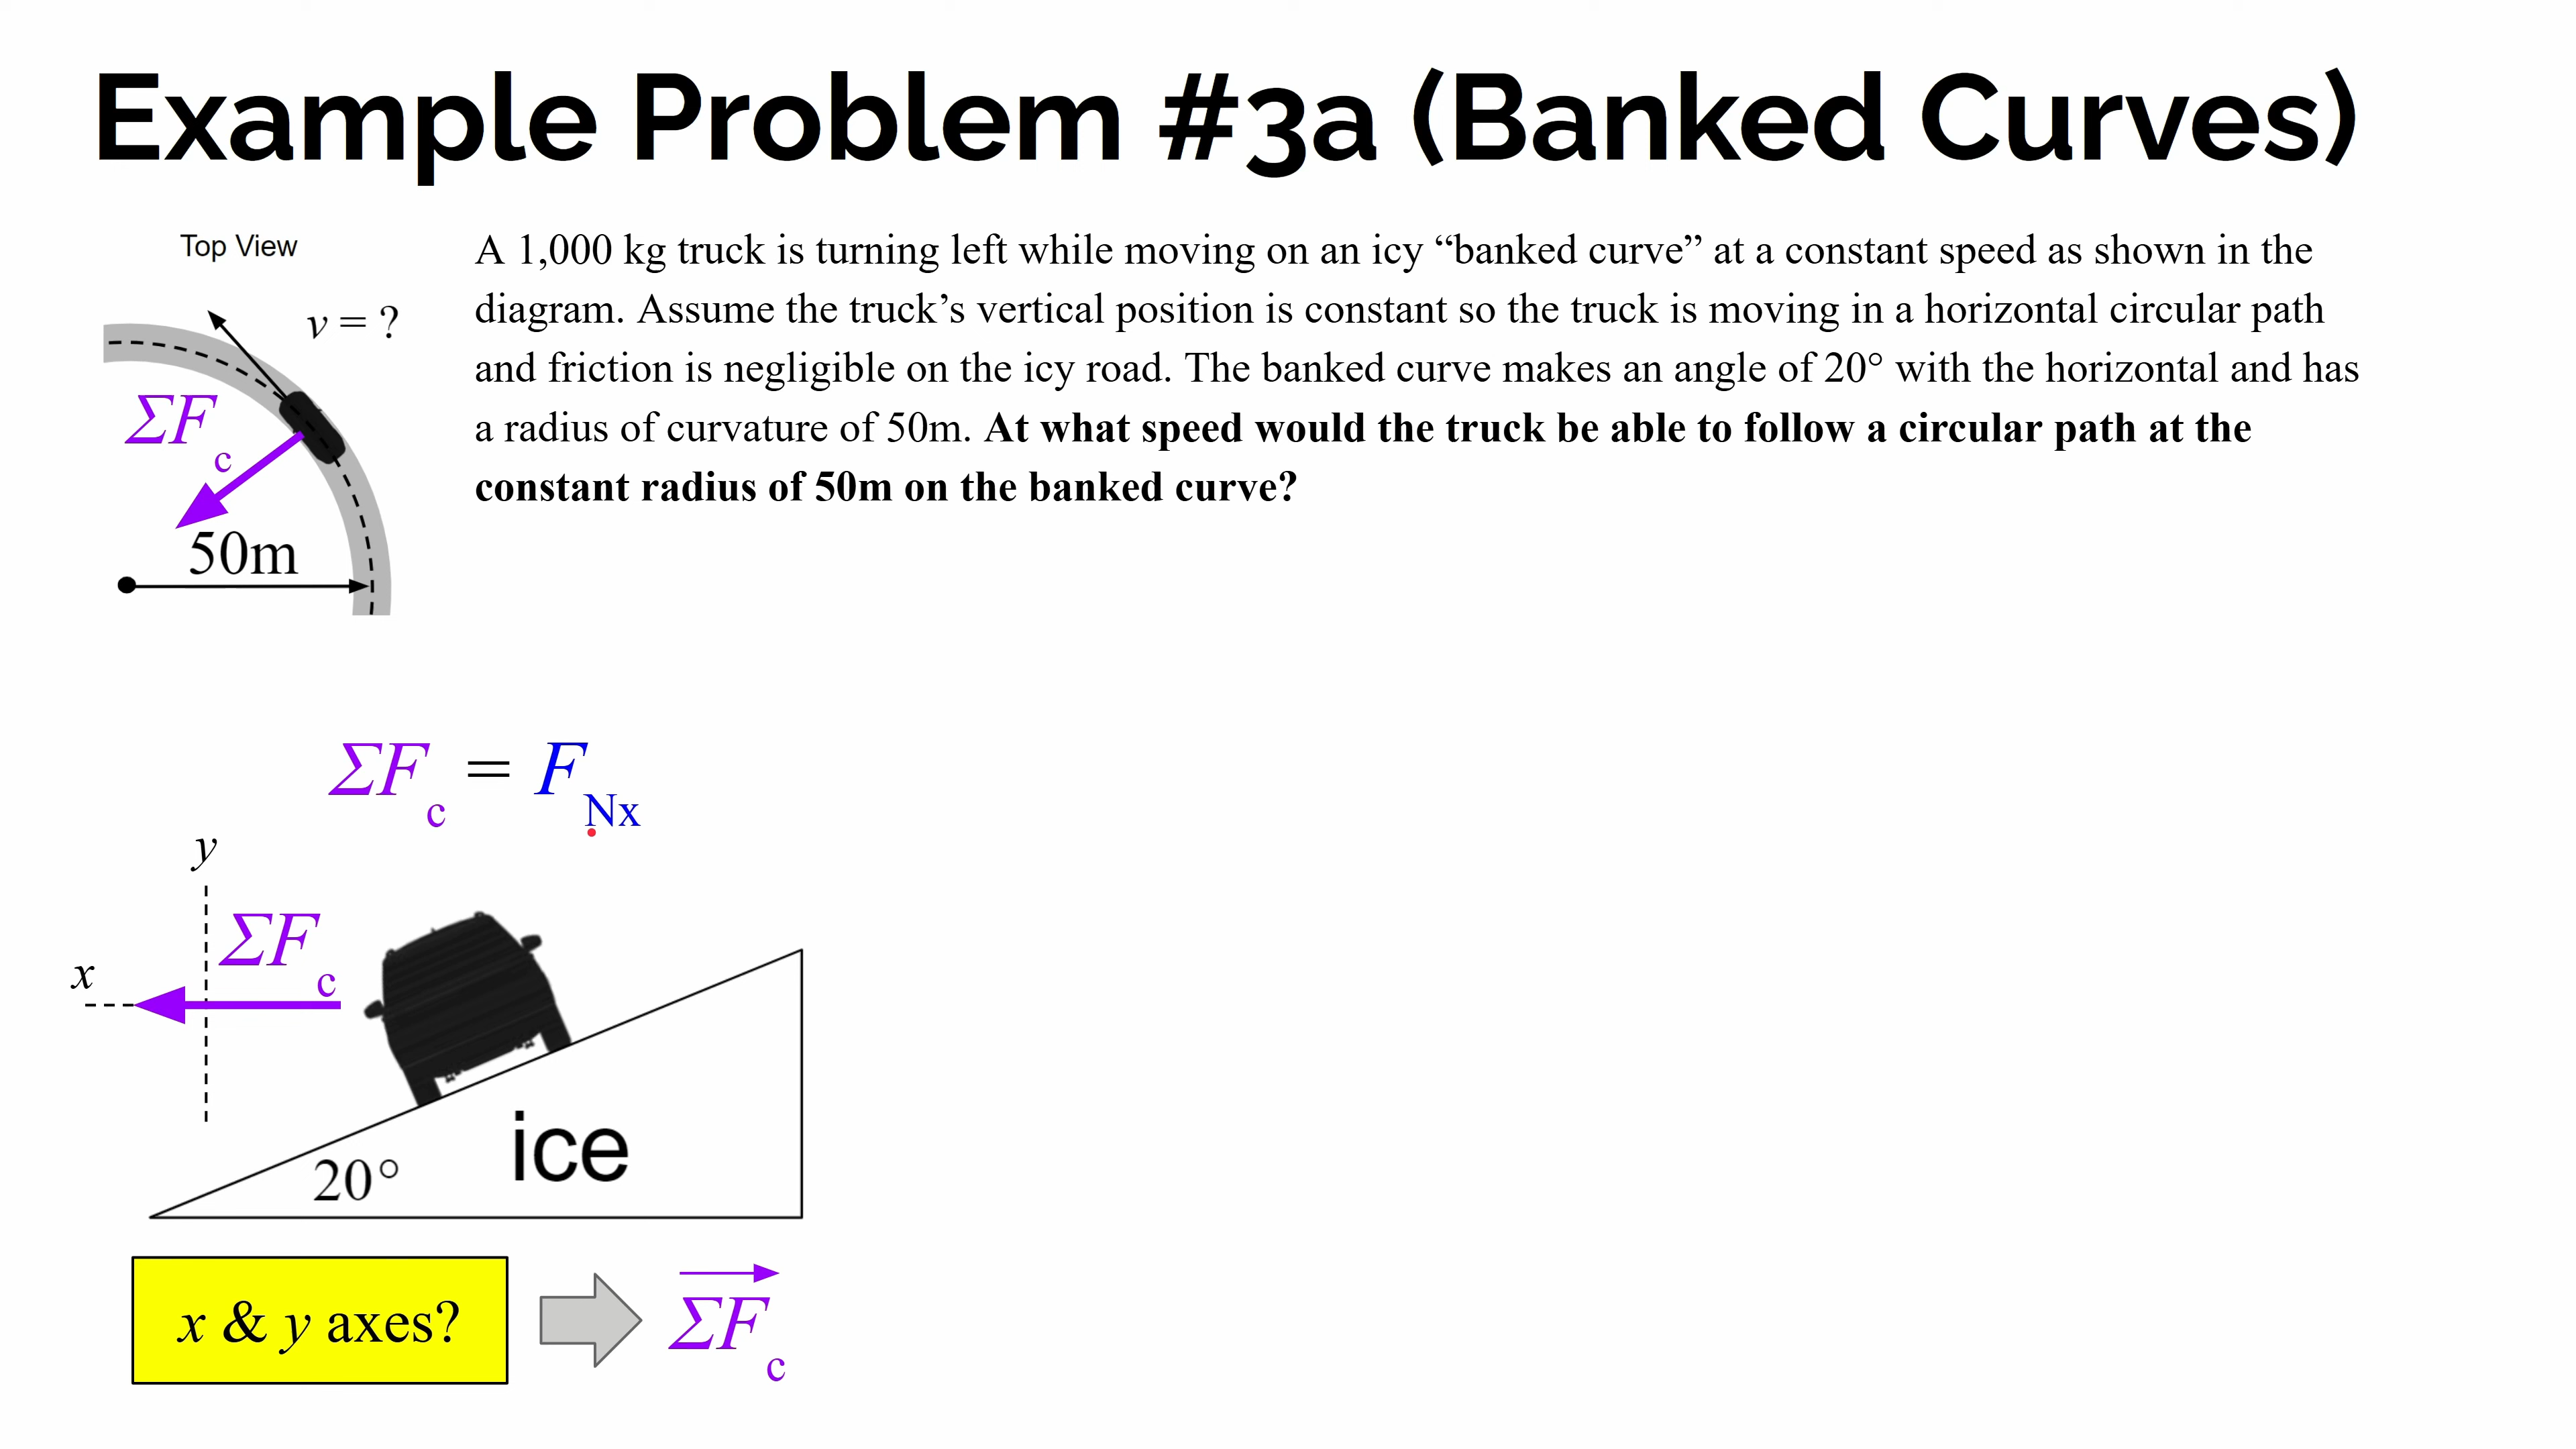 Example Problem #3a (Banked Curves)
Top View
v = ?
ΣFc
50m
A 1,000 kg truck is turning left while moving on an icy “banked curve” at a constant speed as shown in the
diagram. Assume the truck’s vertical position is constant so the truck is moving in a horizontal circular path
and friction is negligible on the icy road. The banked curve makes an angle of 20° with the horizontal and has
a radius of curvature of 50m. At what speed would the truck be able to follow a circular path at the
constant radius of 50m on the banked curve?
ΣFc = FNx
y
ΣFc
x
20°
ice
x & y axes?
ΣFc